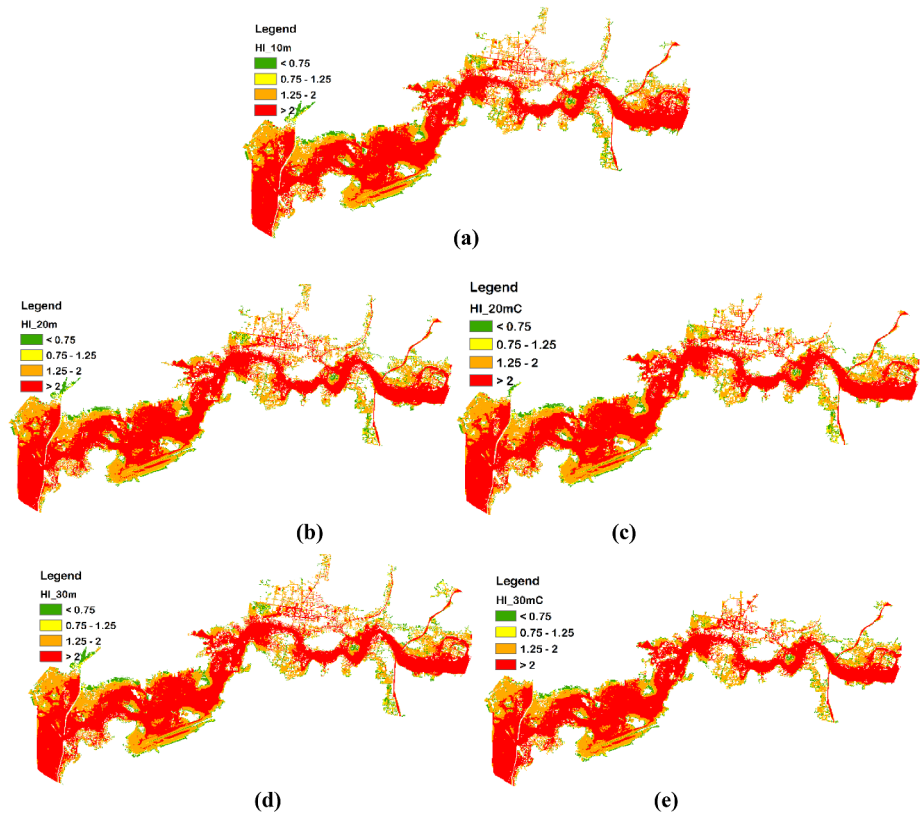 Legend
HI_10m
< 0.75
0.75 - 1.25
1.25 - 2
> 2
(a)
Legend
HI_20m
< 0.75
0.75 - 1.25
1.25 - 2
> 2
(b)
Legend
HI_20mC
< 0.75
0.75 - 1.25
1.25 - 2
> 2
(c)
Legend
HI_30m
< 0.75
0.75 - 1.25
1.25 - 2
> 2
(d)
Legend
HI_30mC
< 0.75
0.75 - 1.25
1.25 - 2
> 2
(e)